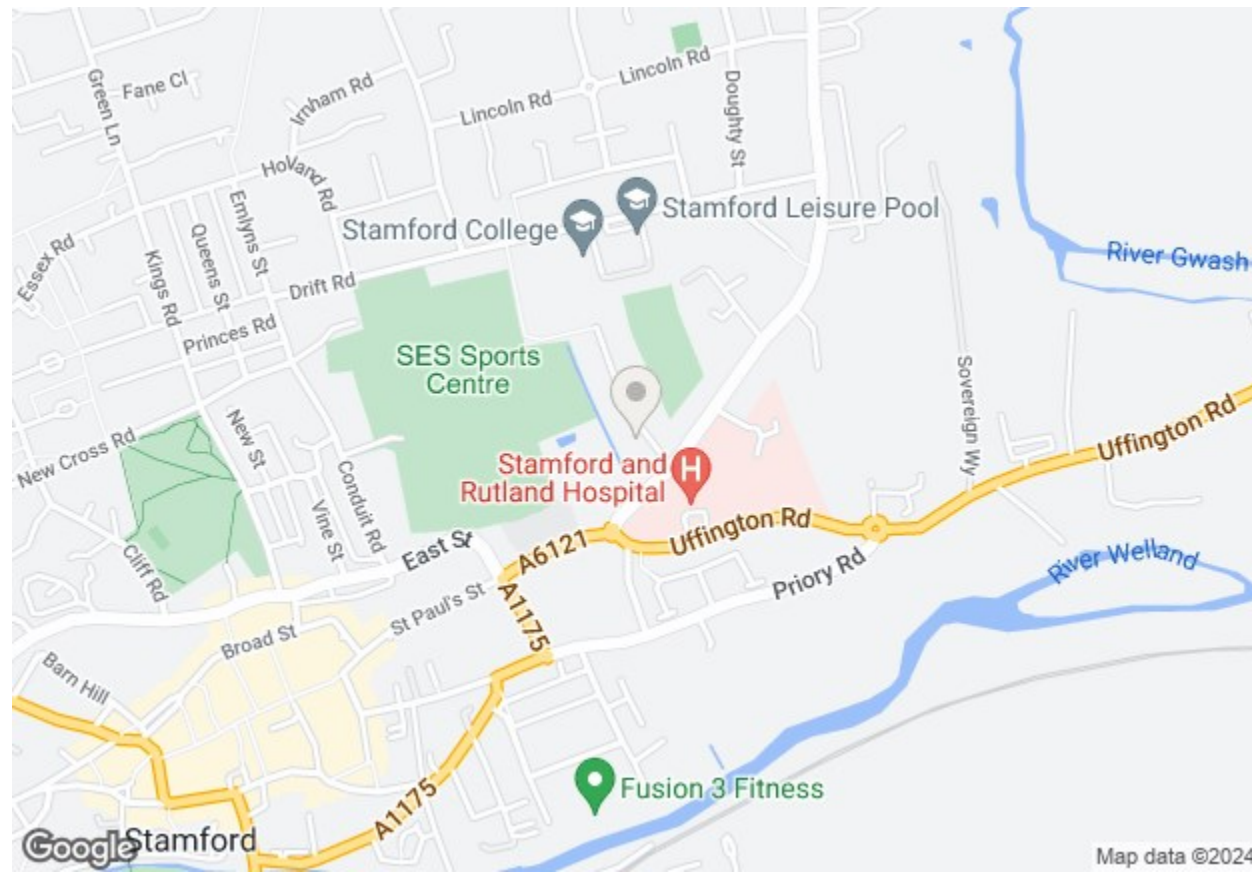 Fane Cl
Green Ln
Irnham Rd
Lincoln Rd
Lincoln Rd
Doughty St
Holland Rd
Emlyns St
Queens St
Kings Rd
Essex Rd
Stamford College
Stamford Leisure Pool
River Gwash
Drift Rd
Princes Rd
SES Sports
Centre
Sovereign Wy
Uffington Rd
New St
New Cross Rd
Conduit Rd
Vine St
Stamford and
Rutland Hospital
H
Cliff Rd
East St
A6121
Uffington Rd
River Welland
Priory Rd
St Paul's St
A1175
Broad St
Barn Hill
Fusion 3 Fitness
A1175
Stamford
Google
Map data ©2024